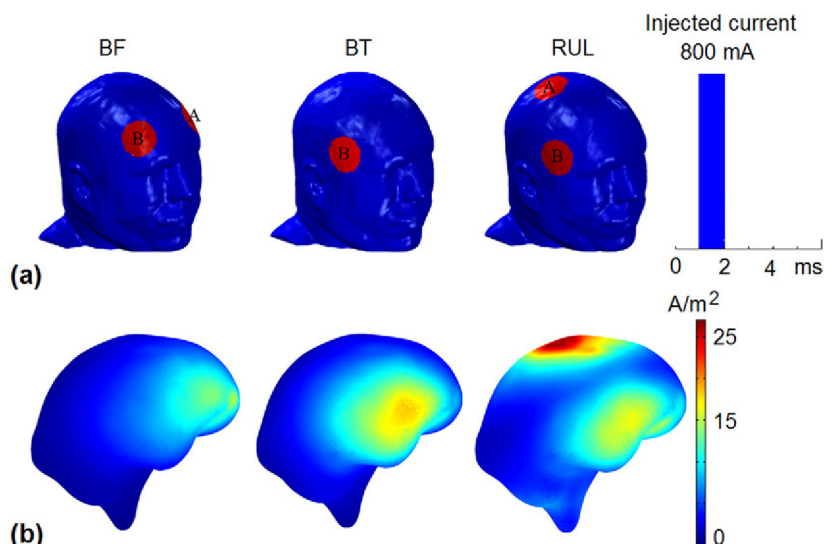 BF BT RUL Injected current
800 mA
A A
B B B
0 2 4 ms
(a)
A/m²
25
15
0
(b)